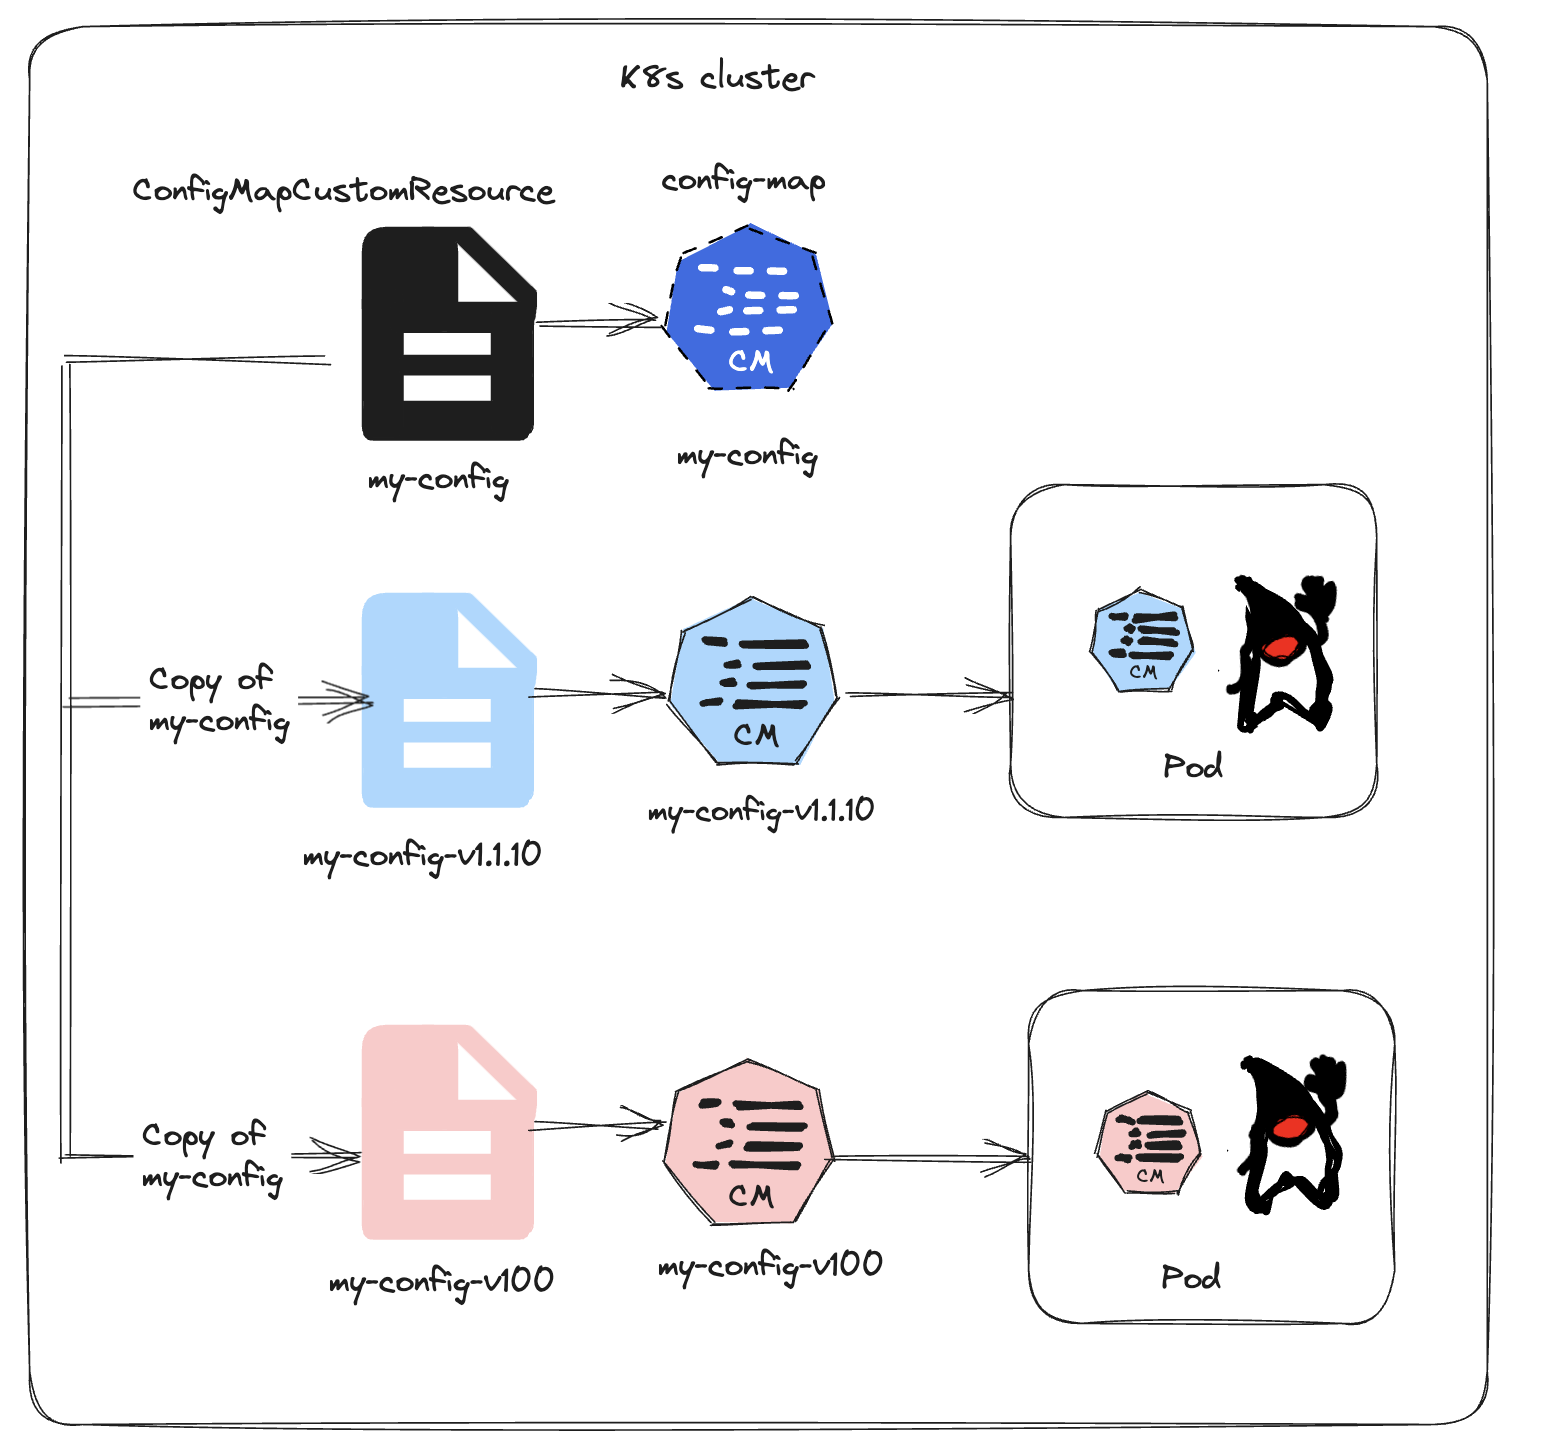 K8s cluster
ConfigMapCustomResource
config-map
CM
my-config
my-config
Copy of
my-config
CM
my-config-v1.1.10
my-config-v1.1.10
CM
Pod
Copy of
my-config
CM
my-config-v100
my-config-v100
CM
Pod